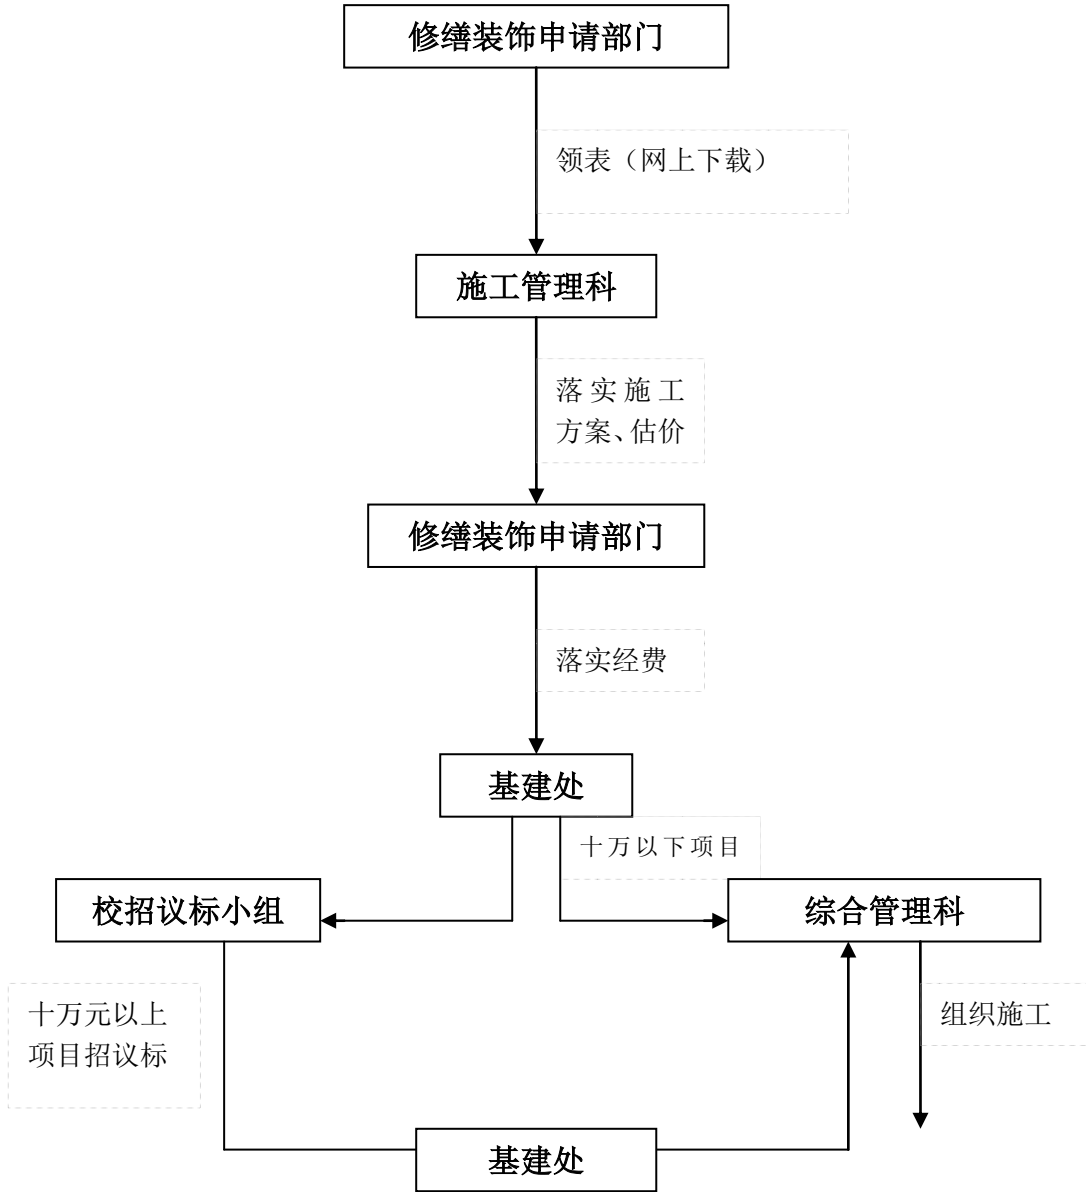 修缮装饰申请部门
领表（网上下载）
施工管理科
落实施工
方案、估价
修缮装饰申请部门
落实经费
基建处
十万以下项目
校招议标小组
综合管理科
十万元以上
项目招议标
组织施工
基建处